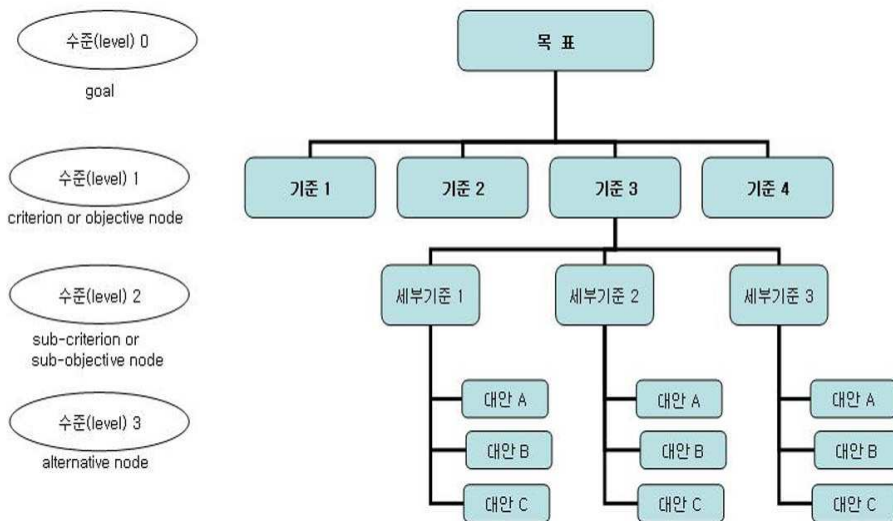 수준(level) 0
목 표
goal
수준(level) 1
기준 1
기준 2
기준 3
기준 4
criterion or objective node
수준(level) 2
세부기준 1
세부기준 2
세부기준 3
sub-criterion or
sub-objective node
수준(level) 3
alternative node
대안 A
대안 A
대안 A
대안 B
대안 B
대안 B
대안 C
대안 C
대안 C